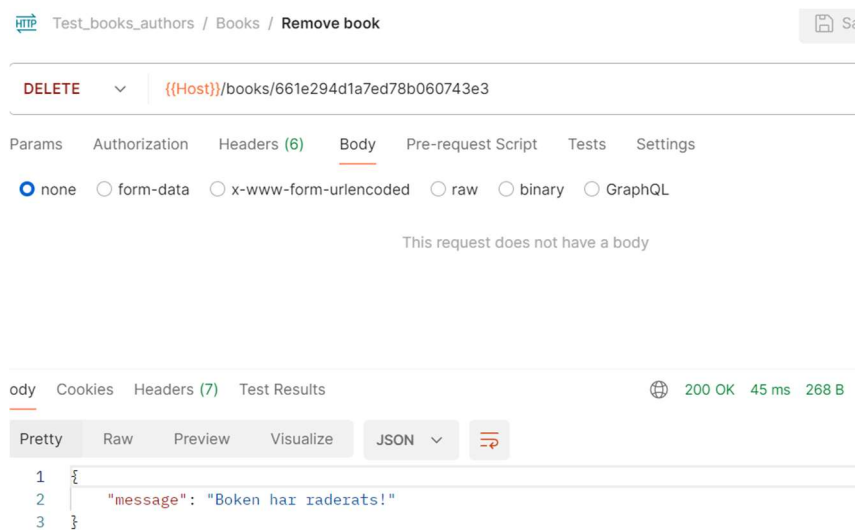 HTTP Test_books_authors / Books / Remove book
DELETE {{Host}}/books/661e294d1a7ed78b060743e3
Params Authorization Headers (6) Body Pre-request Script Tests Settings
none form-data x-www-form-urlencoded raw binary GraphQL
This request does not have a body
ody Cookies Headers (7) Test Results 200 OK 45 ms 268 B
Pretty Raw Preview Visualize JSON
1 {
2 "message": "Boken har raderats!"
3 }